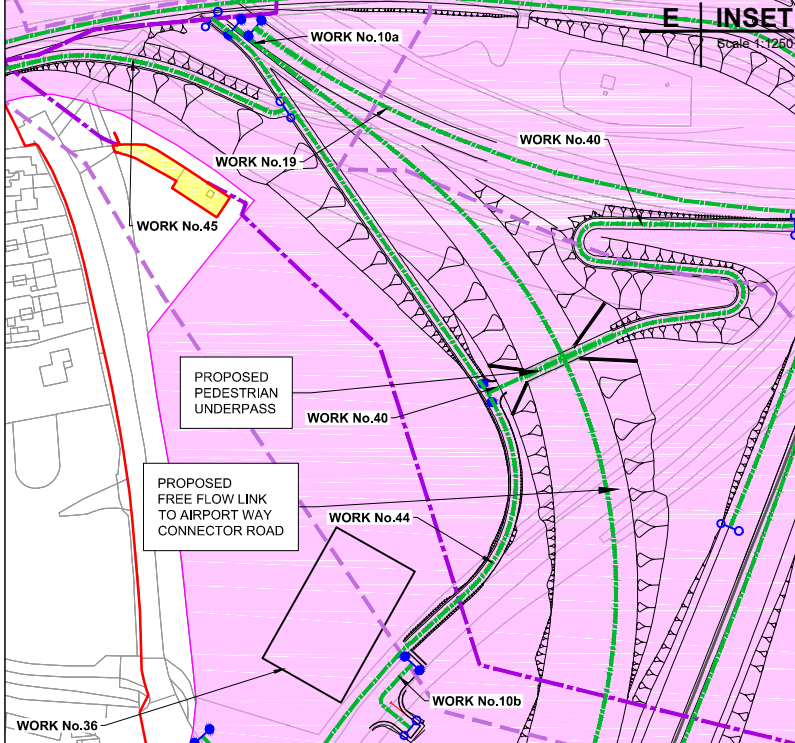 E INSET
Scale 1:1250
WORK No.10a
WORK No.40
WORK No.19
WORK No.45
PROPOSED
PEDESTRIAN
UNDERPASS
WORK No.40
PROPOSED
FREE FLOW LINK
TO AIRPORT WAY
CONNECTOR ROAD
WORK No.44
WORK No.10b
WORK No.36